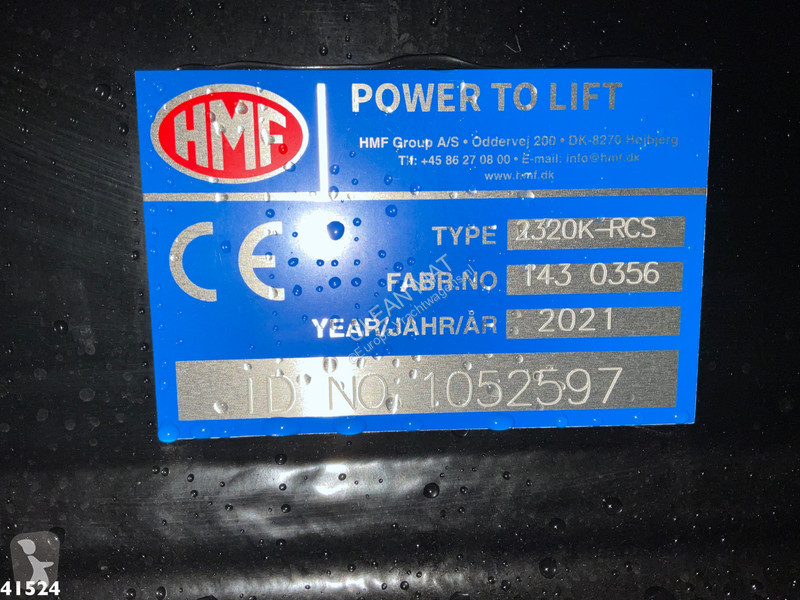 HMF
POWER TO LIFT
HMF Group A/S • Oddervej 200 • DK-8270 Højbjerg
Tlf: +45 86 27 08 00 • E-mail: info@hmf.dk
www.hmf.dk
CE
TYPE 2320K-RCS
FABR.NO 143 0356
YEAR/JAHR/ÅR 2021
ID NO 1052597
41524